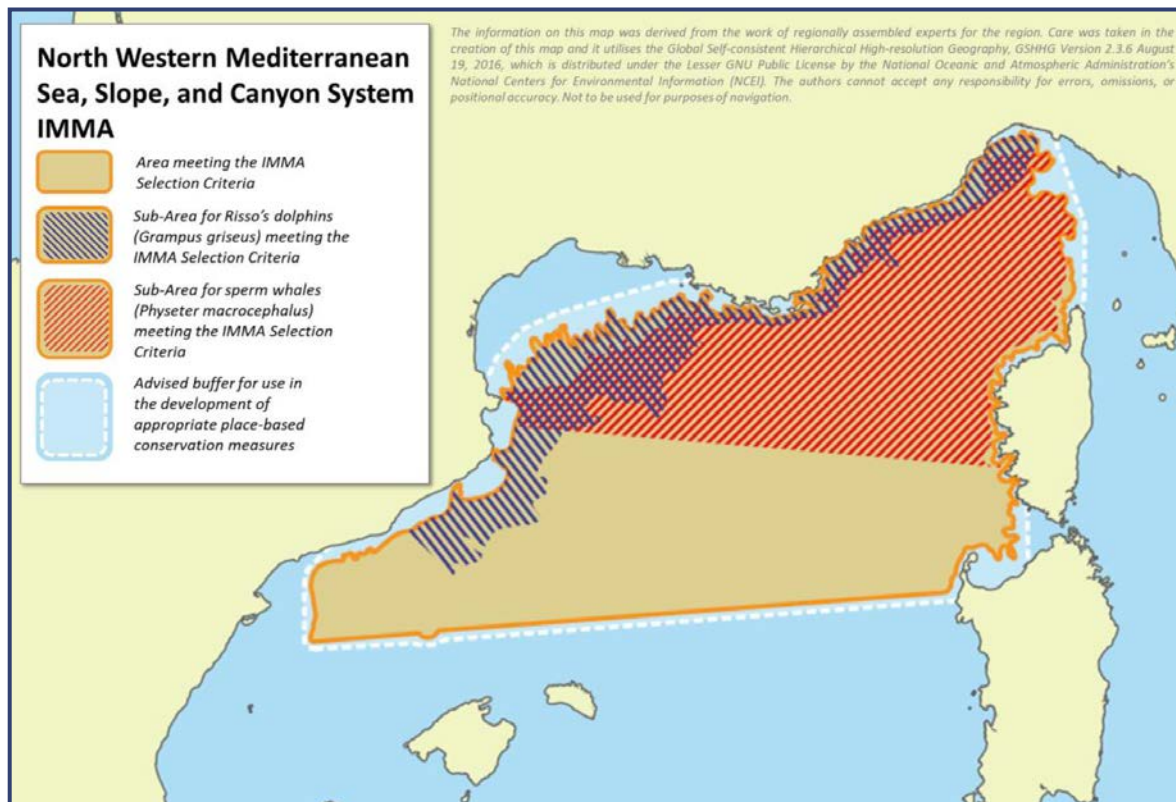 North Western Mediterranean
Sea, Slope, and Canyon System
IMMA
Area meeting the IMMA
Selection Criteria
Sub-Area for Risso's dolphins
(Grampus griseus) meeting the
IMMA Selection Criteria
Sub-Area for sperm whales
(Physeter macrocephalus)
meeting the IMMA Selection
Criteria
Advised buffer for use in
the development of
appropriate place-based
conservation measures
The information on this map was derived from the work of regionally assembled experts for the region. Care was taken in the
creation of this map and it utilises the Global Self-consistent Hierarchical High-resolution Geography, GSHHG Version 2.3.6 August
19, 2016, which is distributed under the Lesser GNU Public License by the National Oceanic and Atmospheric Administration's
National Centers for Environmental Information (NCEI). The authors cannot accept any responsibility for errors, omissions, or
positional accuracy. Not to be used for purposes of navigation.